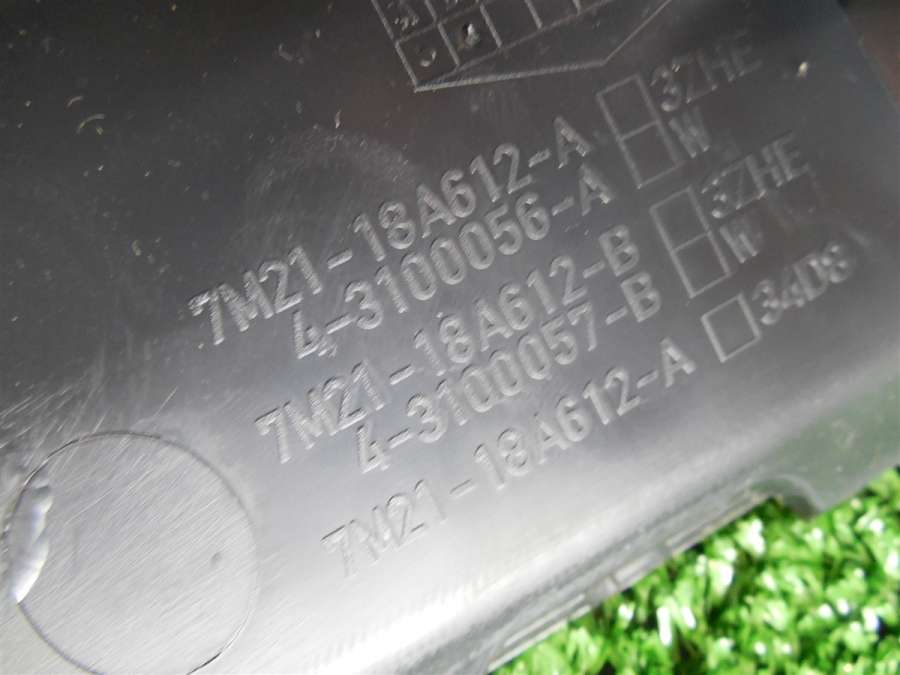 7M21-18A612-A
4-3100056-A
3ZHE
W
7M21-18A612-B
4-3100057-B
3ZHE
W
7M21-18A612-A
34D8